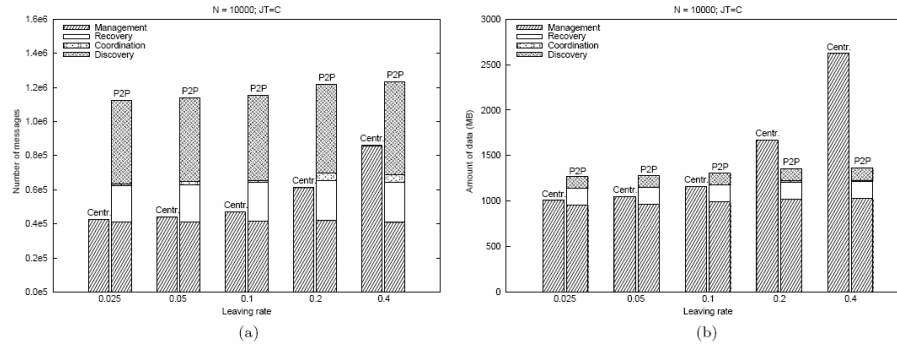 N = 10000; JT=C
1.6e6
1.4e6
1.2e6
1.0e6
0.8e6
0.6e5
0.4e5
0.2e5
0.0e5
Number of messages
Management
Recovery
Coordination
Discovery
Centr.
P2P
Centr.
P2P
Centr.
P2P
Centr.
P2P
Centr.
P2P
0.025
0.05
0.1
0.2
0.4
Leaving rate
(a)
N = 10000; JT=C
3000
2500
2000
1500
1000
500
0
Amount of data (MB)
Management
Recovery
Coordination
Discovery
Centr.
P2P
Centr.
P2P
Centr.
P2P
Centr.
P2P
Centr.
P2P
0.025
0.05
0.1
0.2
0.4
Leaving rate
(b)